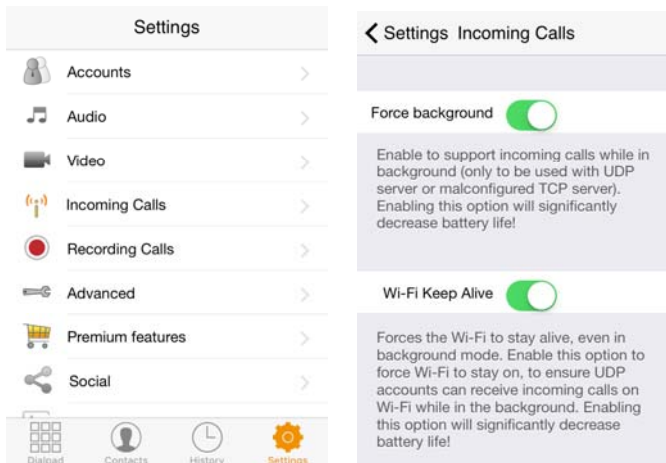 Settings
Accounts
Audio
Video
Incoming Calls
Recording Calls
Advanced
Premium features
Social
Dialpad
Contacts
History
Settings
Settings Incoming Calls
Force background
Enable to support incoming calls while in
background (only to be used with UDP
server or malconfigured TCP server).
Enabling this option will significantly
decrease battery life!
Wi-Fi Keep Alive
Forces the Wi-Fi to stay alive, even in
background mode. Enable this option to
force Wi-Fi to stay on, to ensure UDP
accounts can receive incoming calls on
Wi-Fi while in the background. Enabling
this option will significantly decrease
battery life!